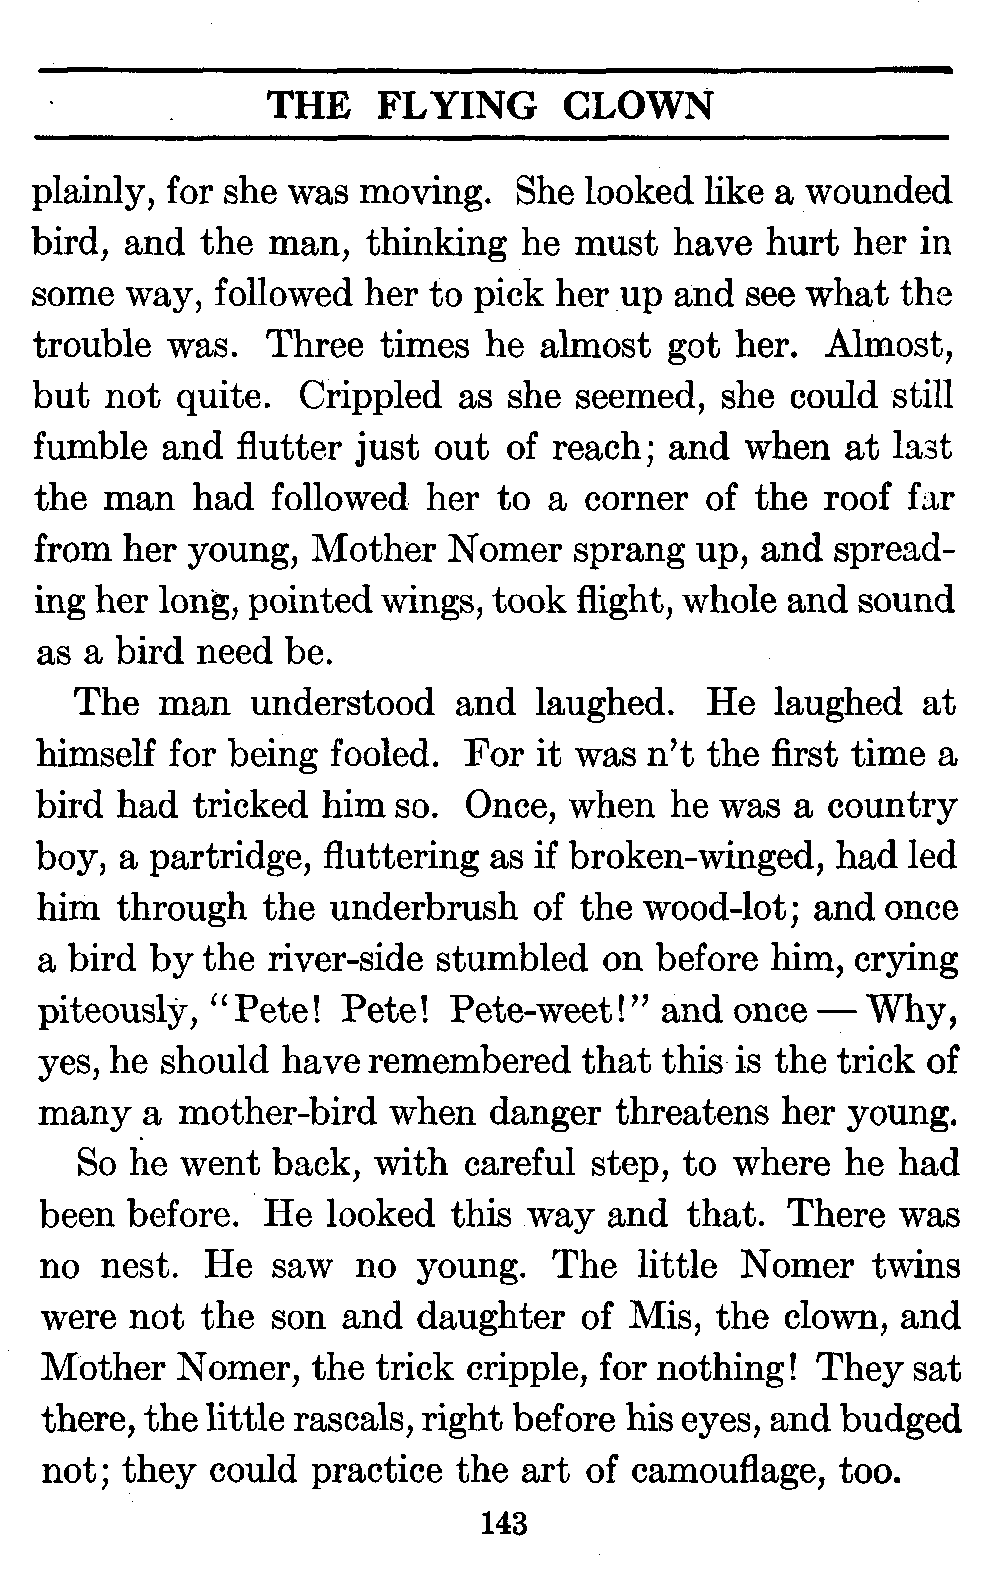 THE FLYING CLOWN
plainly, for she was moving. She looked like a wounded
bird, and the man, thinking he must have hurt her in
some way, followed her to pick her up and see what the
trouble was. Three times he almost got her. Almost,
but not quite. Crippled as she seemed, she could still
fumble and flutter just out of reach; and when at last
the man had followed her to a corner of the roof far
from her young, Mother Nomer sprang up, and spread-
ing her long, pointed wings, took flight, whole and sound
as a bird need be.
The man understood and laughed. He laughed at
himself for being fooled. For it was n't the first time a
bird had tricked him so. Once, when he was a country
boy, a partridge, fluttering as if broken-winged, had led
him through the underbrush of the wood-lot; and once
a bird by the river-side stumbled on before him, crying
piteously, "Pete! Pete! Pete-weet!" and once — Why,
yes, he should have remembered that this is the trick of
many a mother-bird when danger threatens her young.
So he went back, with careful step, to where he had
been before. He looked this way and that. There was
no nest. He saw no young. The little Nomer twins
were not the son and daughter of Mis, the clown, and
Mother Nomer, the trick cripple, for nothing! They sat
there, the little rascals, right before his eyes, and budged
not; they could practice the art of camouflage, too.
143